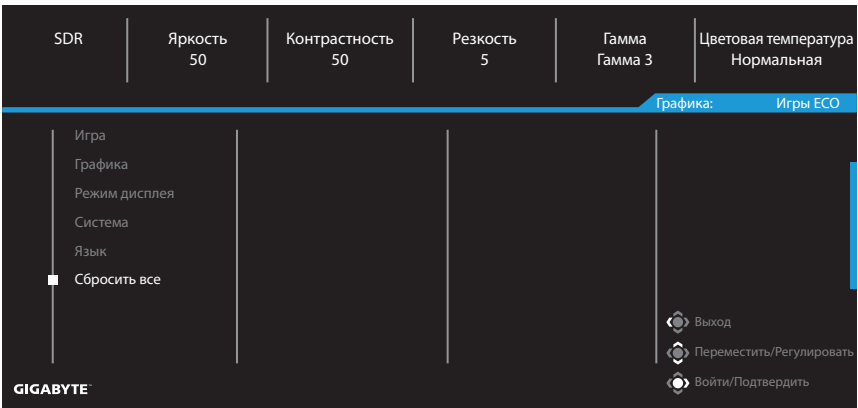 SDR
Яркость
50
Контрастность
50
Резкость
5
Гамма
Гамма 3
Цветовая температура
Нормальная
Графика: Игры ECO
Игра
Графика
Режим дисплея
Система
Язык
Сбросить все
Выход
Переместить/Регулировать
Войти/Подтвердить
GIGABYTE™